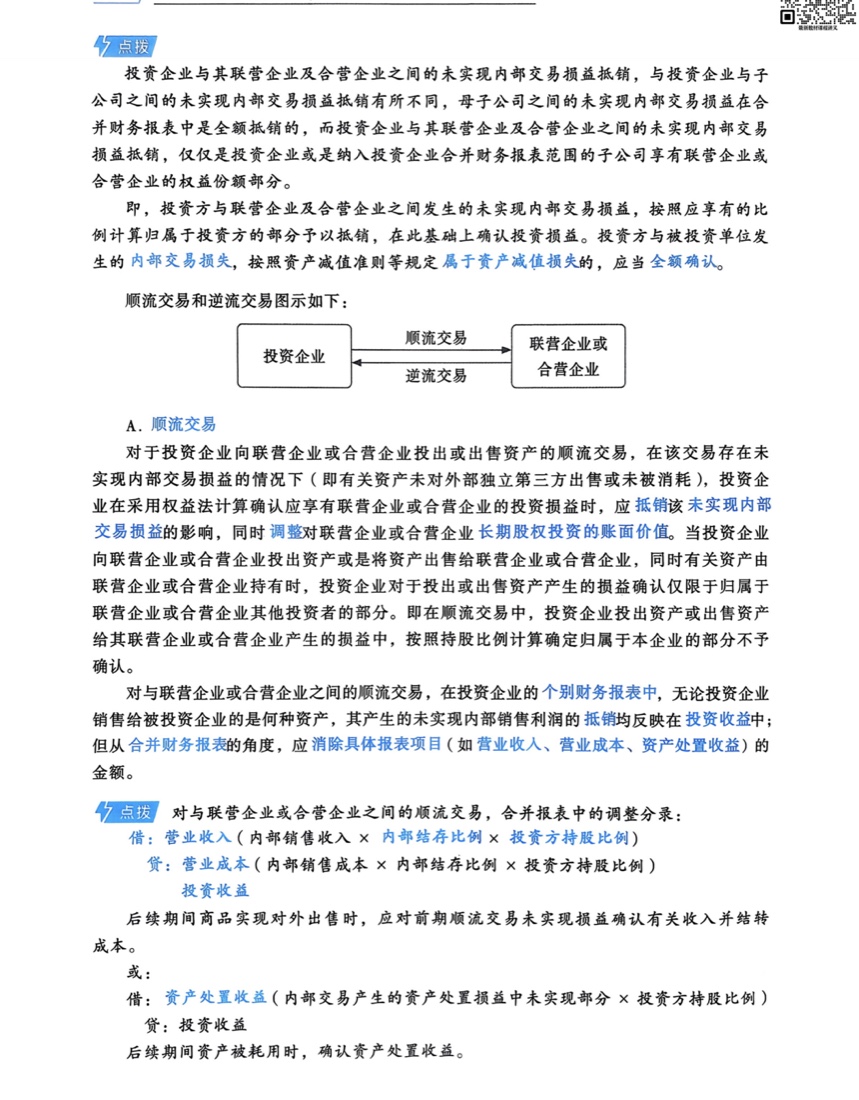 点拨
投资企业与其联营企业及合营企业之间的未实现内部交易损益抵销，与投资企业与子
公司之间的未实现内部交易损益抵销有所不同，母子公司之间的未实现内部交易损益在合
并财务报表中是全额抵销的，而投资企业与其联营企业及合营企业之间的未实现内部交易
损益抵销，仅仅是投资企业或是纳入投资企业合并财务报表范围的子公司享有联营企业或
合营企业的权益份额部分。
即，投资方与联营企业及合营企业之间发生的未实现内部交易损益，按照应享有的比
例计算归属于投资方的部分予以抵销，在此基础上确认投资损益。投资方与被投资单位发
生的内部交易损失，按照资产减值准则等规定属于资产减值损失的，应当全额确认。
顺流交易和逆流交易图示如下：
投资企业
顺流交易
逆流交易
联营企业或
合营企业
A. 顺流交易
对于投资企业向联营企业或合营企业投出或出售资产的顺流交易，在该交易存在未
实现内部交易损益的情况下（即有关资产未对外部独立第三方出售或未被消耗），投资企
业在采用权益法计算确认应享有联营企业或合营企业的投资损益时，应抵销该未实现内部
交易损益的影响，同时调整对联营企业或合营企业长期股权投资的账面价值。当投资企业
向联营企业或合营企业投出资产或是将资产出售给联营企业或合营企业，同时有关资产由
联营企业或合营企业持有时，投资企业对于投出或出售资产产生的损益确认仅限于归属于
联营企业或合营企业其他投资者的部分。即在顺流交易中，投资企业投出资产或出售资产
给其联营企业或合营企业产生的损益中，按照持股比例计算确定归属于本企业的部分不予
确认。
对与联营企业或合营企业之间的顺流交易，在投资企业的个别财务报表中，无论投资企业
销售给被投资企业的是何种资产，其产生的未实现内部销售利润的抵销均反映在投资收益中；
但从合并财务报表的角度，应消除具体报表项目（如营业收入、营业成本、资产处置收益）的
金额。
点拨 对与联营企业或合营企业之间的顺流交易，合并报表中的调整分录：
借：营业收入（内部销售收入 × 内部结存比例 × 投资方持股比例）
贷：营业成本（内部销售成本 × 内部结存比例 × 投资方持股比例）
投资收益
后续期间商品实现对外出售时，应对前期顺流交易未实现损益确认有关收入并结转
成本。
或：
借：资产处置收益（内部交易产生的资产处置损益中未实现部分 × 投资方持股比例）
贷：投资收益
后续期间资产被耗用时，确认资产处置收益。